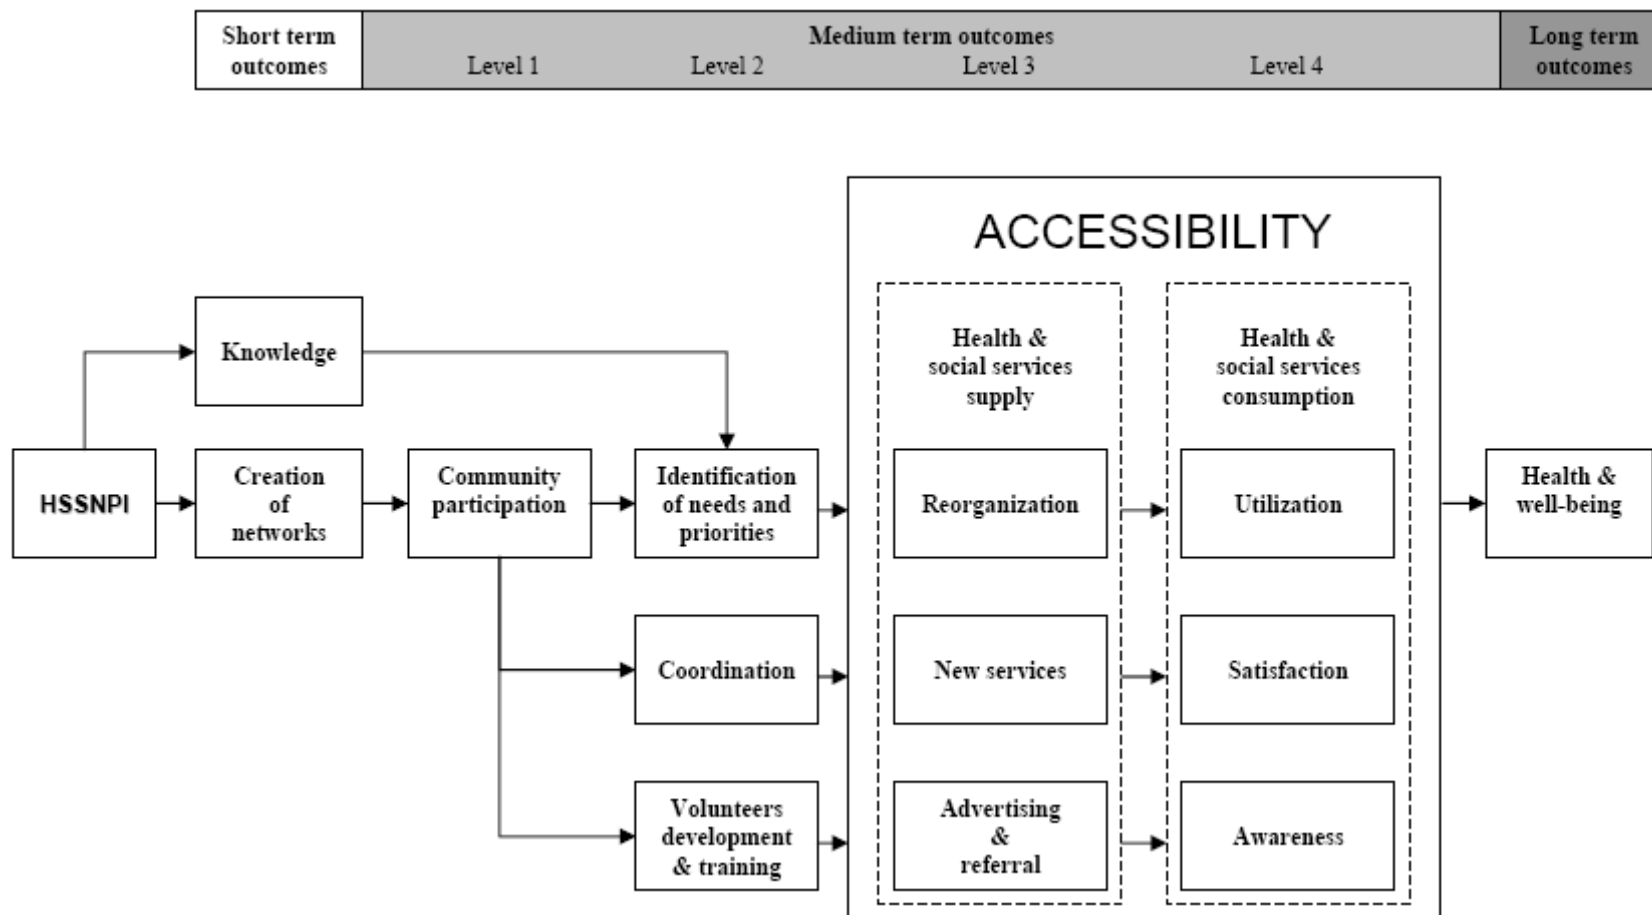 Short term
outcomes
Medium term outcomes
Level 1
Level 2
Level 3
Level 4
Long term
outcomes
ACCESSIBILITY
Health &
social services
supply
Health &
social services
consumption
Knowledge
HSSNPI
Creation
of
networks
Community
participation
Identification
of needs and
priorities
Reorganization
Utilization
Health &
well-being
Coordination
New services
Satisfaction
Volunteers
development
& training
Advertising
&
referral
Awareness